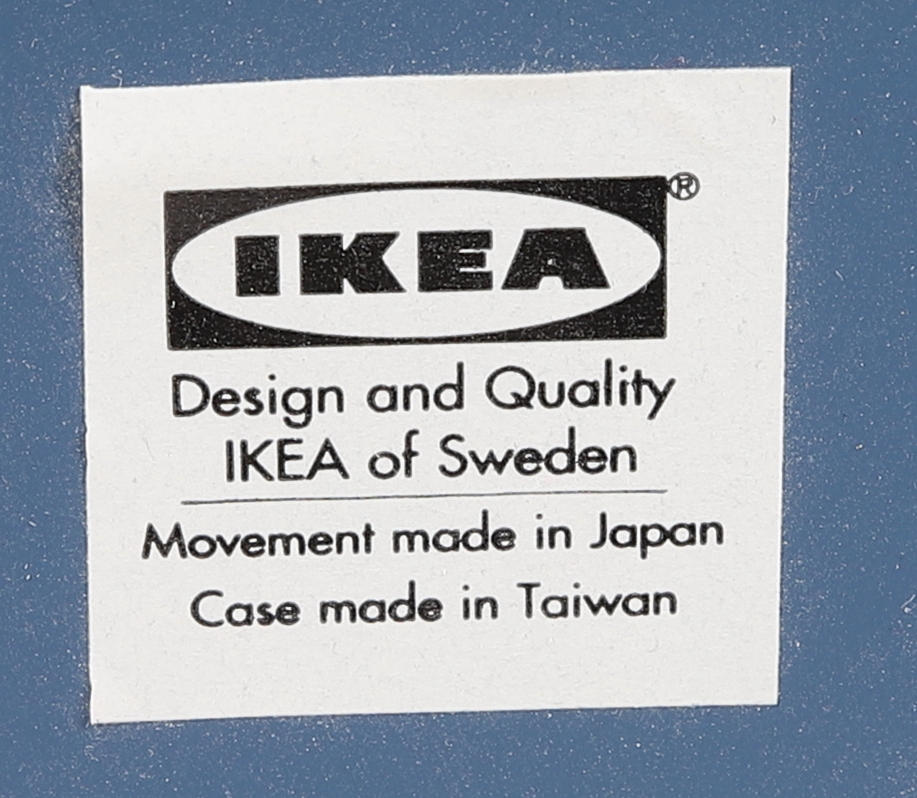 IKEA®
Design and Quality
IKEA of Sweden
Movement made in Japan
Case made in Taiwan